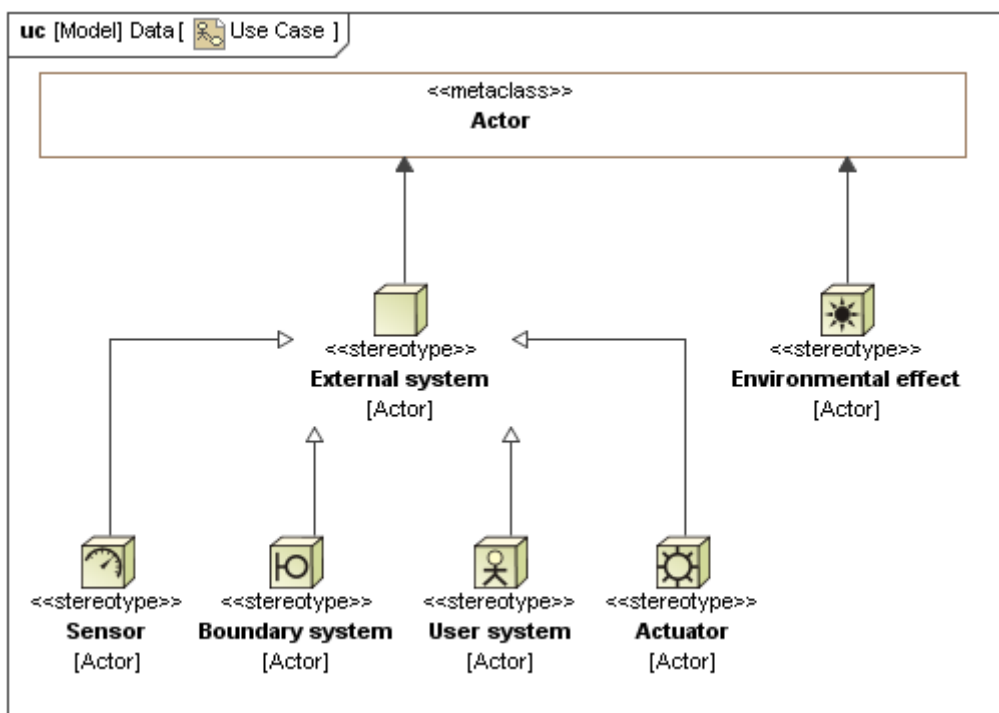 uc [Model] Data [ Use Case ]
<<metaclass>>
Actor
<<stereotype>>
External system
[Actor]
<<stereotype>>
Environmental effect
[Actor]
<<stereotype>>
Sensor
[Actor]
<<stereotype>>
Boundary system
[Actor]
<<stereotype>>
User system
[Actor]
<<stereotype>>
Actuator
[Actor]